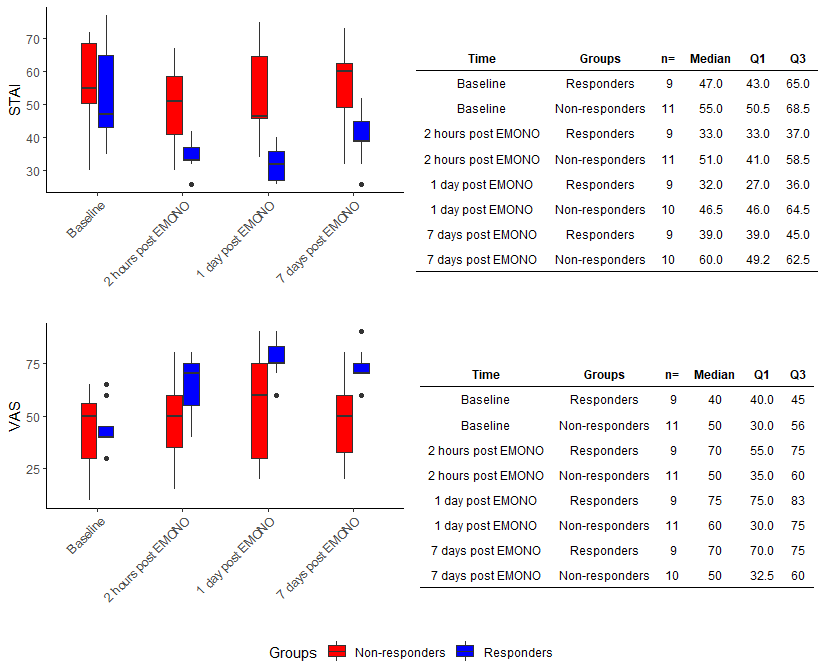 STAI
70
60
50
40
30
Baseline
2 hours post EMONO
1 day post EMONO
7 days post EMONO
Time Groups n= Median Q1 Q3
Baseline Responders 9 47.0 43.0 65.0
Baseline Non-responders 11 55.0 50.5 68.5
2 hours post EMONO Responders 9 33.0 33.0 37.0
2 hours post EMONO Non-responders 11 51.0 41.0 58.5
1 day post EMONO Responders 9 32.0 27.0 36.0
1 day post EMONO Non-responders 10 46.5 46.0 64.5
7 days post EMONO Responders 9 39.0 39.0 45.0
7 days post EMONO Non-responders 10 60.0 49.2 62.5
VAS
75
50
25
Baseline
2 hours post EMONO
1 day post EMONO
7 days post EMONO
Time Groups n= Median Q1 Q3
Baseline Responders 9 40 40.0 45
Baseline Non-responders 11 50 30.0 56
2 hours post EMONO Responders 9 70 55.0 75
2 hours post EMONO Non-responders 11 50 35.0 60
1 day post EMONO Responders 9 75 75.0 83
1 day post EMONO Non-responders 11 60 30.0 75
7 days post EMONO Responders 9 70 70.0 75
7 days post EMONO Non-responders 10 50 32.5 60
Groups Non-responders Responders